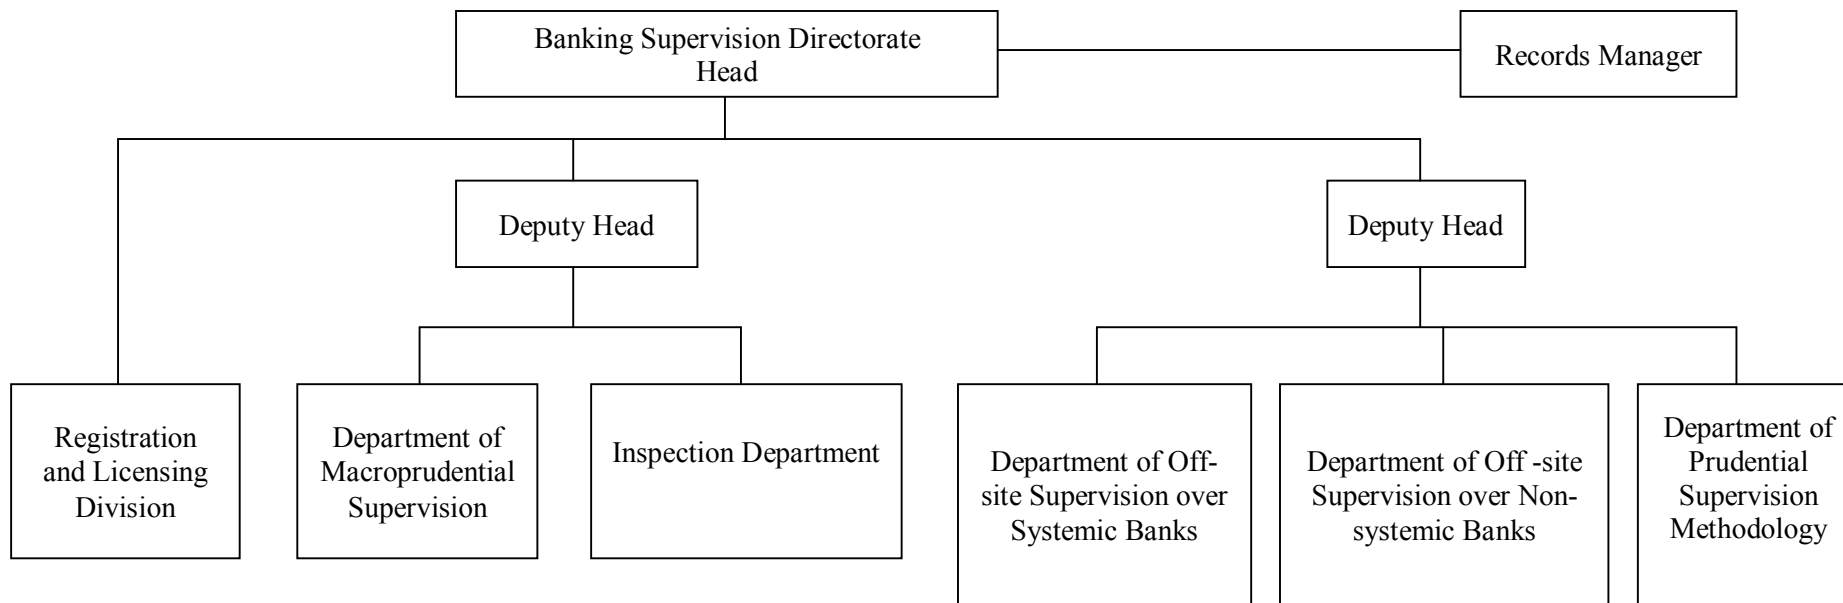 Banking Supervision Directorate
Head
Records Manager
Deputy Head
Deputy Head
Registration
and Licensing
Division
Department of
Macroprudential
Supervision
Inspection Department
Department of Off-
site Supervision over
Systemic Banks
Department of Off -site
Supervision over Non-
systemic Banks
Department of
Prudential
Supervision
Methodology